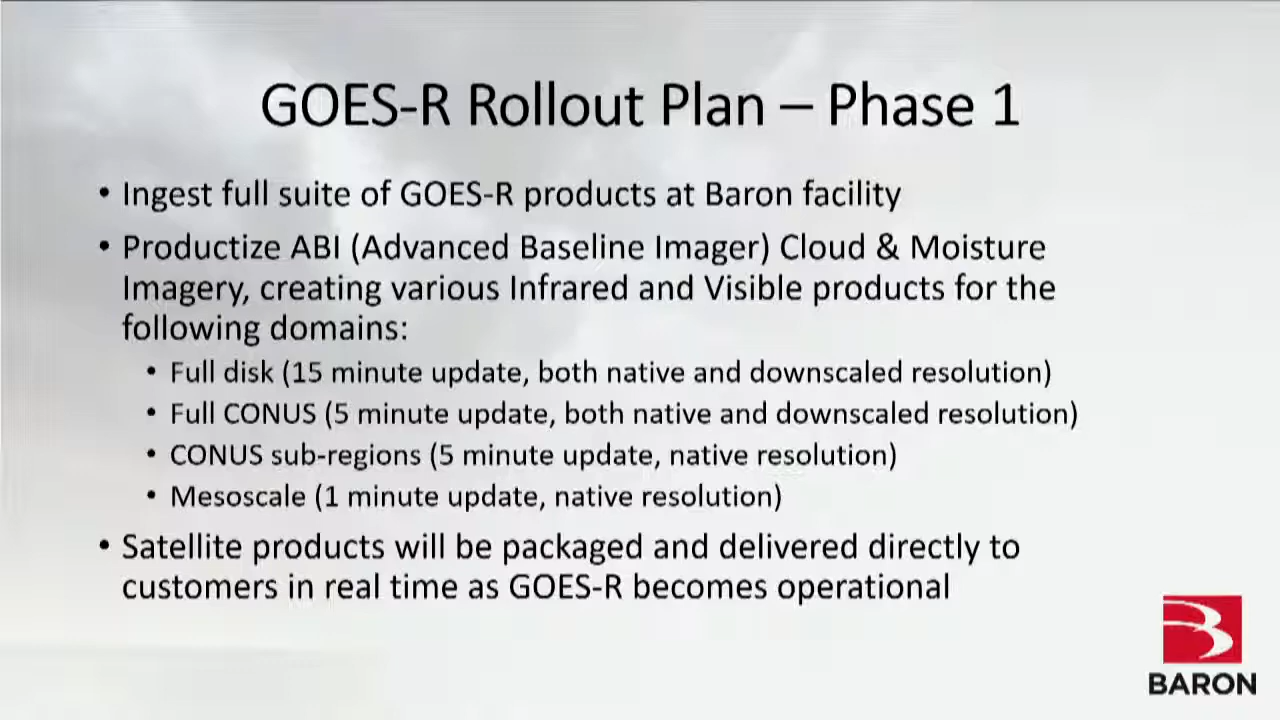 GOES-R Rollout Plan – Phase 1
• Ingest full suite of GOES-R products at Baron facility
• Productize ABI (Advanced Baseline Imager) Cloud & Moisture
Imagery, creating various Infrared and Visible products for the
following domains:
• Full disk (15 minute update, both native and downscaled resolution)
• Full CONUS (5 minute update, both native and downscaled resolution)
• CONUS sub-regions (5 minute update, native resolution)
• Mesoscale (1 minute update, native resolution)
• Satellite products will be packaged and delivered directly to
customers in real time as GOES-R becomes operational
BARON